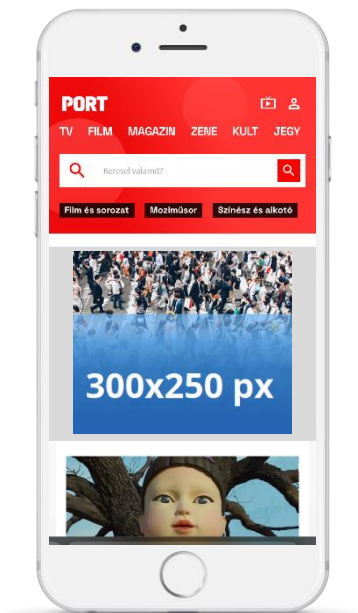 PORT
TV FILM MAGAZIN ZENE KULT JEGY
Keresel valamit?
Film és sorozat Moziműsor Színész és alkotó
300x250 px